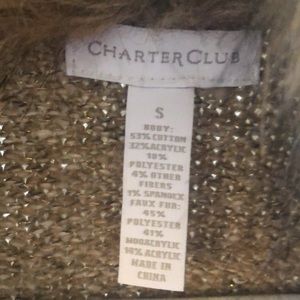 CHARTER CLUB
S
BODY:
53% COTTON
32% ACRYLIC
10%
POLYESTER
4% OTHER
FIBERS
1% SPANDEX
FAUX FUR:
45%
POLYESTER
41%
MODACRYLIC
14% ACRYLIC
MADE IN
CHINA